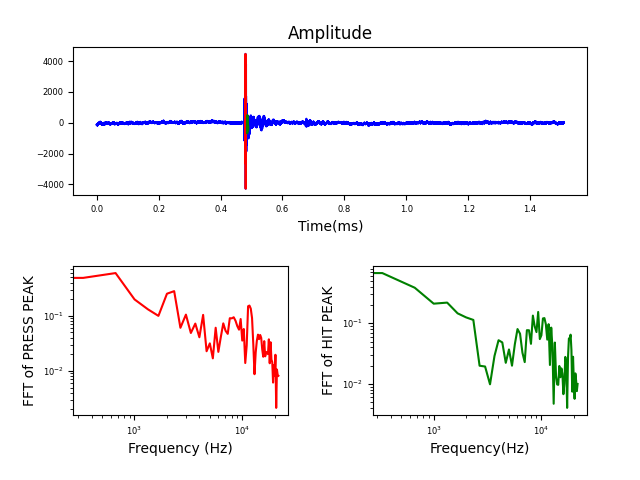 Amplitude
4000
2000
0
−2000
−4000
0.0 0.2 0.4 0.6 0.8 1.0 1.2 1.4
Time(ms)
FFT of PRESS PEAK
10⁻¹
10⁻²
10³ 10⁴
Frequency (Hz)
FFT of HIT PEAK
10⁻¹
10⁻²
10³ 10⁴
Frequency(Hz)